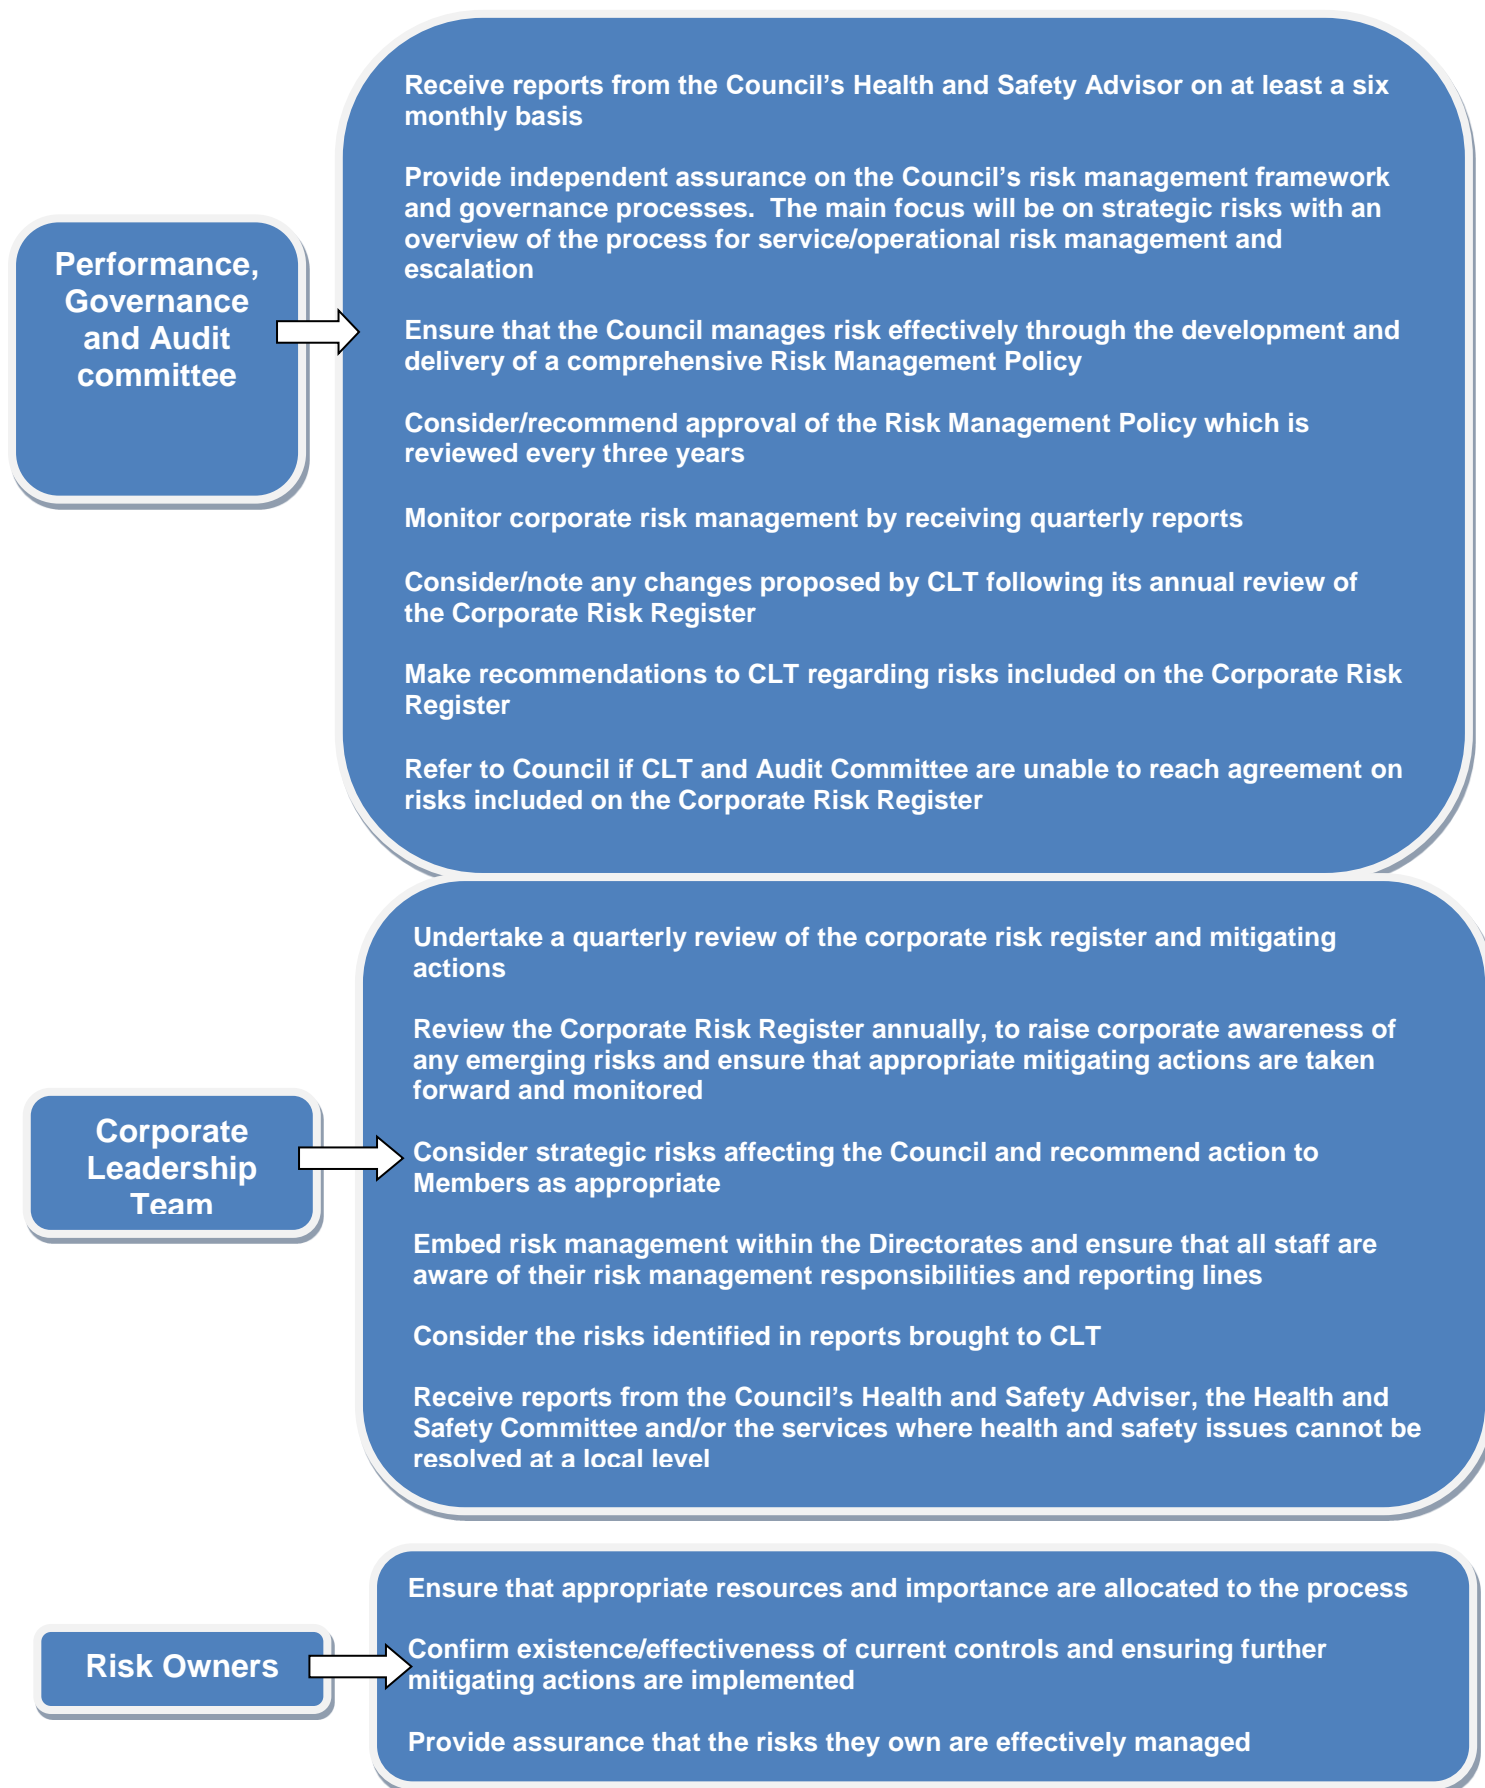 Performance,
Governance
and Audit
committee
Receive reports from the Council’s Health and Safety Advisor on at least a six
monthly basis
Provide independent assurance on the Council’s risk management framework
and governance processes.  The main focus will be on strategic risks with an
overview of the process for service/operational risk management and
escalation
Ensure that the Council manages risk effectively through the development and
delivery of a comprehensive Risk Management Policy
Consider/recommend approval of the Risk Management Policy which is
reviewed every three years
Monitor corporate risk management by receiving quarterly reports
Consider/note any changes proposed by CLT following its annual review of
the Corporate Risk Register
Make recommendations to CLT regarding risks included on the Corporate Risk
Register
Refer to Council if CLT and Audit Committee are unable to reach agreement on
risks included on the Corporate Risk Register
Corporate
Leadership
Team
Undertake a quarterly review of the corporate risk register and mitigating
actions
Review the Corporate Risk Register annually, to raise corporate awareness of
any emerging risks and ensure that appropriate mitigating actions are taken
forward and monitored
Consider strategic risks affecting the Council and recommend action to
Members as appropriate
Embed risk management within the Directorates and ensure that all staff are
aware of their risk management responsibilities and reporting lines
Consider the risks identified in reports brought to CLT
Receive reports from the Council’s Health and Safety Adviser, the Health and
Safety Committee and/or the services where health and safety issues cannot be
resolved at a local level
Risk Owners
Ensure that appropriate resources and importance are allocated to the process
Confirm existence/effectiveness of current controls and ensuring further
mitigating actions are implemented
Provide assurance that the risks they own are effectively managed